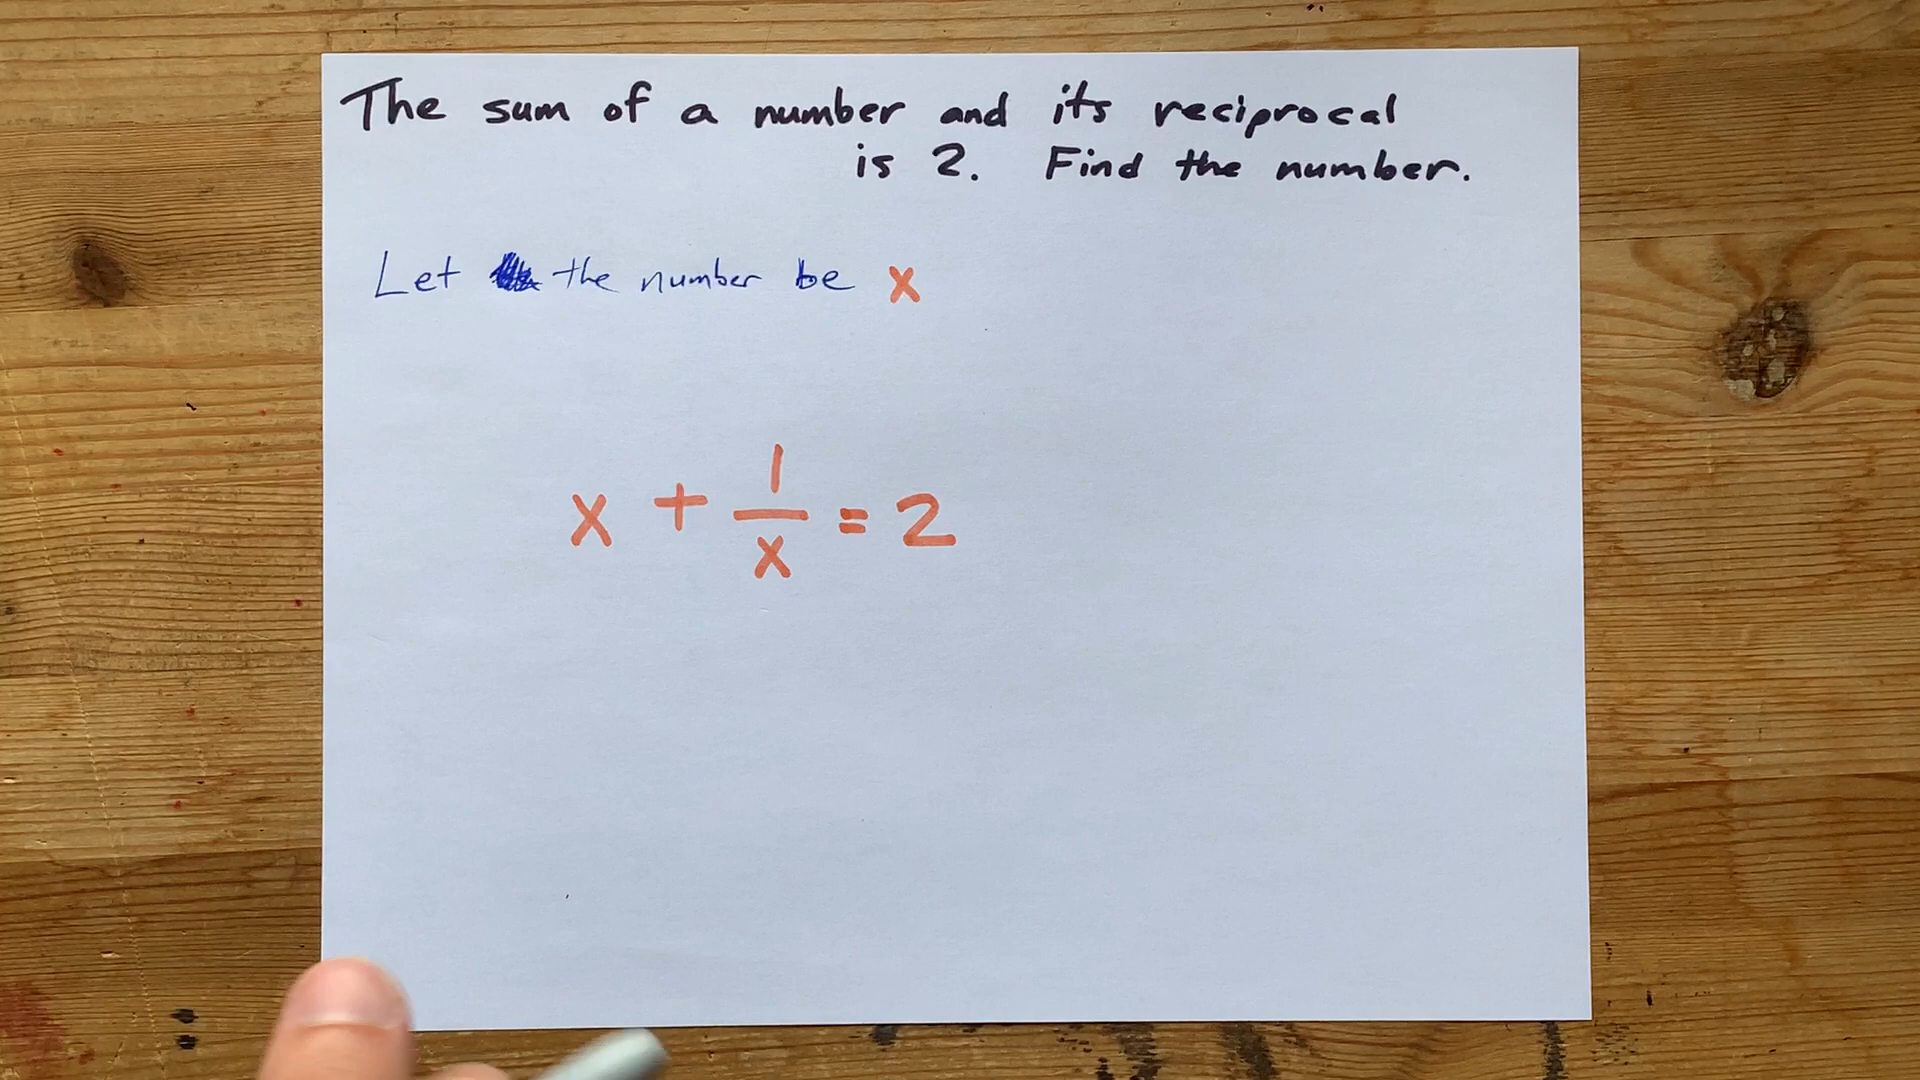 The sum of a number and its reciprocal
is 2. Find the number.
Let the number be x
x + 1/x = 2